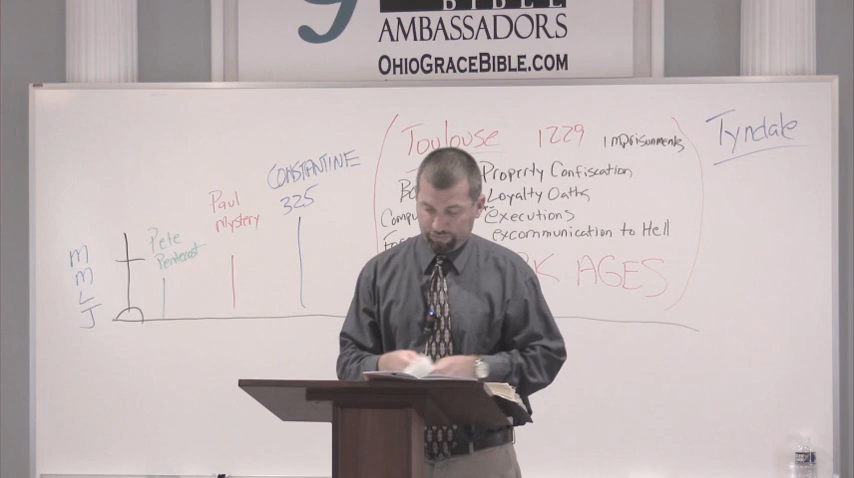 BIBLE
AMBASSADORS
OHIOGRACEBIBLE.COM
Toulouse 1229 Imprisonments
Property Confiscation
Loyalty Oaths
executions
excommunication to Hell
AGES
Tyndale
CONSTANTINE
325
Paul
Mystery
Pete
Pentecost
M
M
L
J